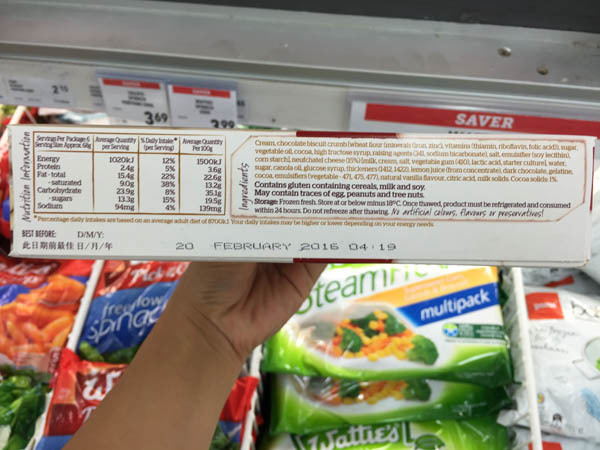 SAVER
SAVER
2 10
3 69
3 99
SAVER
Nutrition Information
Servings Per Package 6
Serving Size Approx. 68g
Average Quantity per Serving
% Daily Intake* (per Serving)
Average Quantity Per 100g
Energy 1020kJ 12% 1500kJ
Protein 2.4g 5% 3.6g
Fat - total 15.4g 22% 22.6g
- saturated 9.0g 38% 13.2g
Carbohydrate 23.9g 8% 35.1g
- sugars 13.3g 15% 19.5g
Sodium 94mg 4% 139mg
*Percentage daily intakes are based on an average adult diet of 8700kJ. Your daily intakes may be higher or lower depending on your energy needs.
Ingredients
Cream, chocolate biscuit crumb [wheat flour (minerals (iron, zinc), vitamins (thiamin, riboflavin, folic acid)), sugar,
vegetable oil, cocoa, high fructose syrup, raising agents (341, sodium bicarbonate), salt, emulsifier (soy lecithin),
corn starch], neufchatel cheese (15%) [milk, cream, salt, vegetable gum (410), lactic acid, starter culture], water,
sugar, canola oil, glucose syrup, thickeners (1412, 1422), lemon juice (from concentrate), dark chocolate, gelatine,
cocoa, emulsifiers (vegetable - 471, 475, 477), natural vanilla flavour, citric acid, milk solids. Cocoa solids 1%.
Contains gluten containing cereals, milk and soy.
May contain traces of egg, peanuts and tree nuts.
Storage: Frozen fresh. Store at or below minus 18°C. Once thawed, product must be refrigerated and consumed
within 24 hours. Do not refreeze after thawing. No artificial colours, flavours or preservatives!
BEST BEFORE: D/M/Y:
此日期前最佳 日/月/年
20 FEBRUARY 2016 04:19
free flow
SteamFresh
multipack
Wattie's